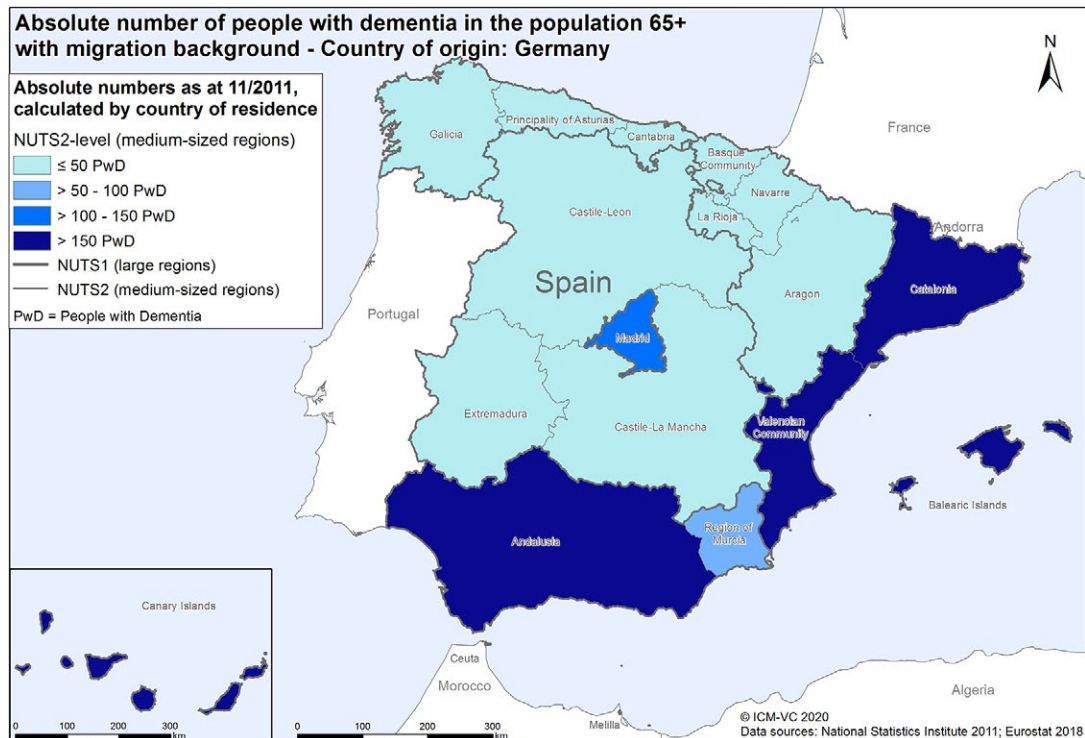 Absolute number of people with dementia in the population 65+
with migration background - Country of origin: Germany
Absolute numbers as at 11/2011,
calculated by country of residence
NUTS2-level (medium-sized regions)
≤ 50 PwD
> 50 - 100 PwD
> 100 - 150 PwD
> 150 PwD
NUTS1 (large regions)
NUTS2 (medium-sized regions)
PwD = People with Dementia
N
France
Galicia
Principality of Asturias
Cantabria
Basque
Community
Navarre
La Rioja
Castile-Leon
Andorra
Spain
Aragon
Catalonia
Portugal
Madrid
Extremadura
Castile-La Mancha
Valencian
Community
Balearic Islands
Region of
Murcia
Andalusia
Canary Islands
Ceuta
Morocco
Melilla
Algeria
0 100 200 300
km
0 100 200 300
km
© ICM-VC 2020
Data sources: National Statistics Institute 2011; Eurostat 2018